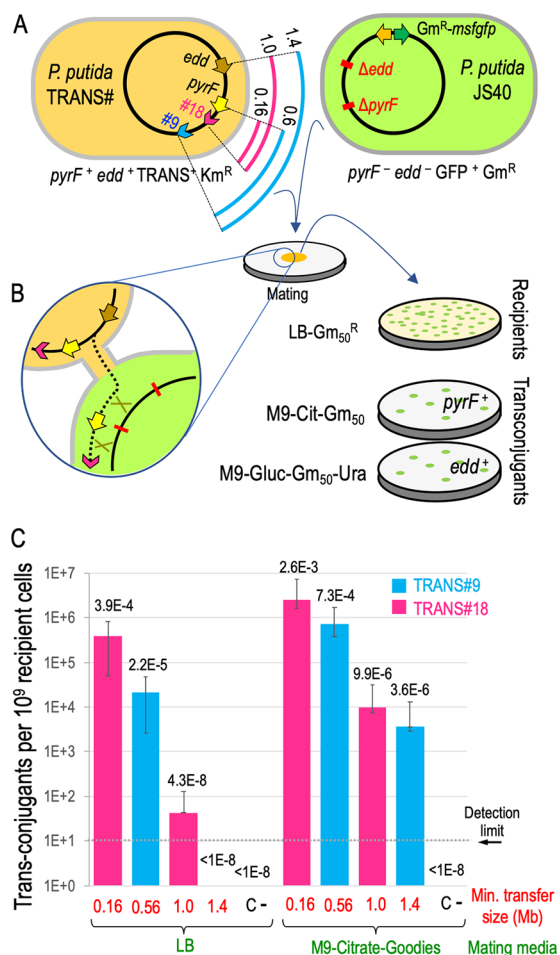 A
P. putida
TRANS#
edd
pyrF
#18
#9
1.0
1.4
0.16
0.6
GmR-msfgfp
Δedd
ΔpyrF
P. putida
JS40
pyrF + edd + TRANS+ KmR
pyrF – edd – GFP + GmR
Mating
B
LB-Gm50R
Recipients
M9-Cit-Gm50
pyrF+
M9-Gluc-Gm50-Ura
edd+
Transconjugants
C
Trans-conjugants per 109 recipient cells
1E+7
1E+6
1E+5
1E+4
1E+3
1E+2
1E+1
1E+0
3.9E-4
2.2E-5
4.3E-8
<1E-8
<1E-8
2.6E-3
7.3E-4
9.9E-6
3.6E-6
<1E-8
TRANS#9
TRANS#18
Detection
limit
0.16 0.56 1.0 1.4 C - 0.16 0.56 1.0 1.4 C -
Min. transfer
size (Mb)
LB M9-Citrate-Goodies Mating media